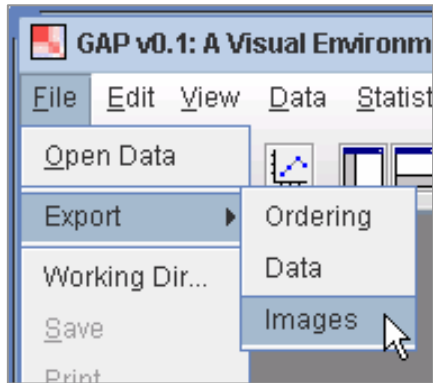 GAP v0.1: A Visual Environm
File Edit View Data Statist
Open Data
Export
Ordering
Working Dir...
Data
Save
Images
Print